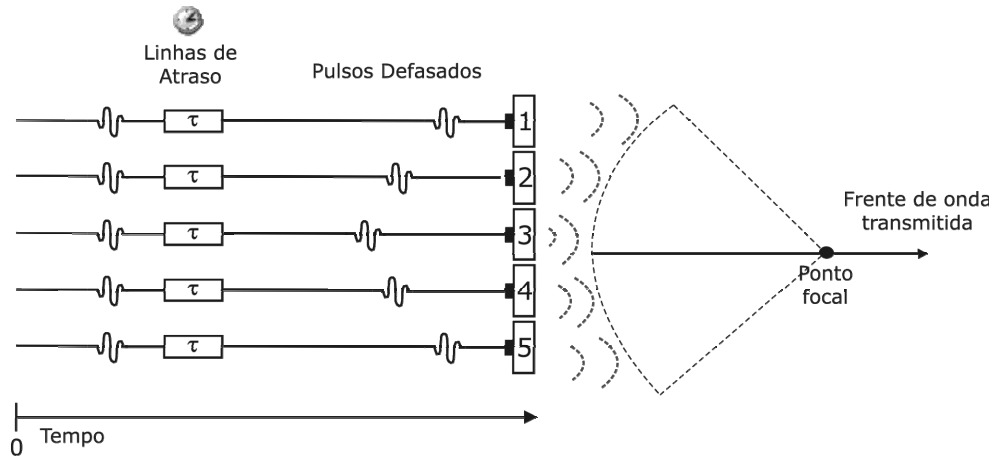 Linhas de
Atraso
Pulsos Defasados
τ
1
τ
2
τ
3
τ
4
τ
5
Frente de onda
transmitida
Ponto
focal
0
Tempo